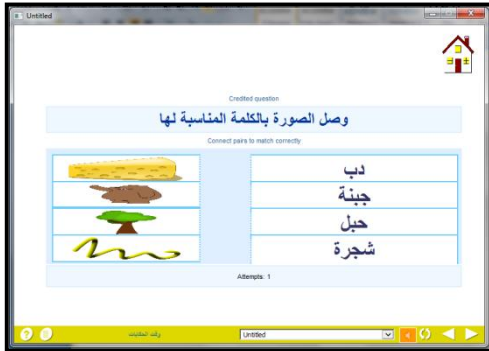 Untitled
Credited question
وصل الصورة بالكلمة المناسبة لها
Connect pairs to match correctly
دب
جبنة
حبل
شجرة
Attempts: 1
Untitled